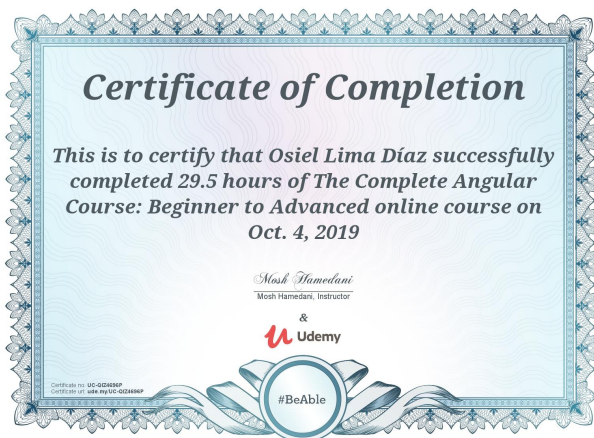 Certificate of Completion
This is to certify that Osiel Lima Díaz successfully
completed 29.5 hours of The Complete Angular
Course: Beginner to Advanced online course on
Oct. 4, 2019
Mosh Hamedani
Mosh Hamedani, Instructor
&
Udemy
Certificate no: UC-QIZ4696P
Certificate url: ude.my/UC-QIZ4696P
#BeAble